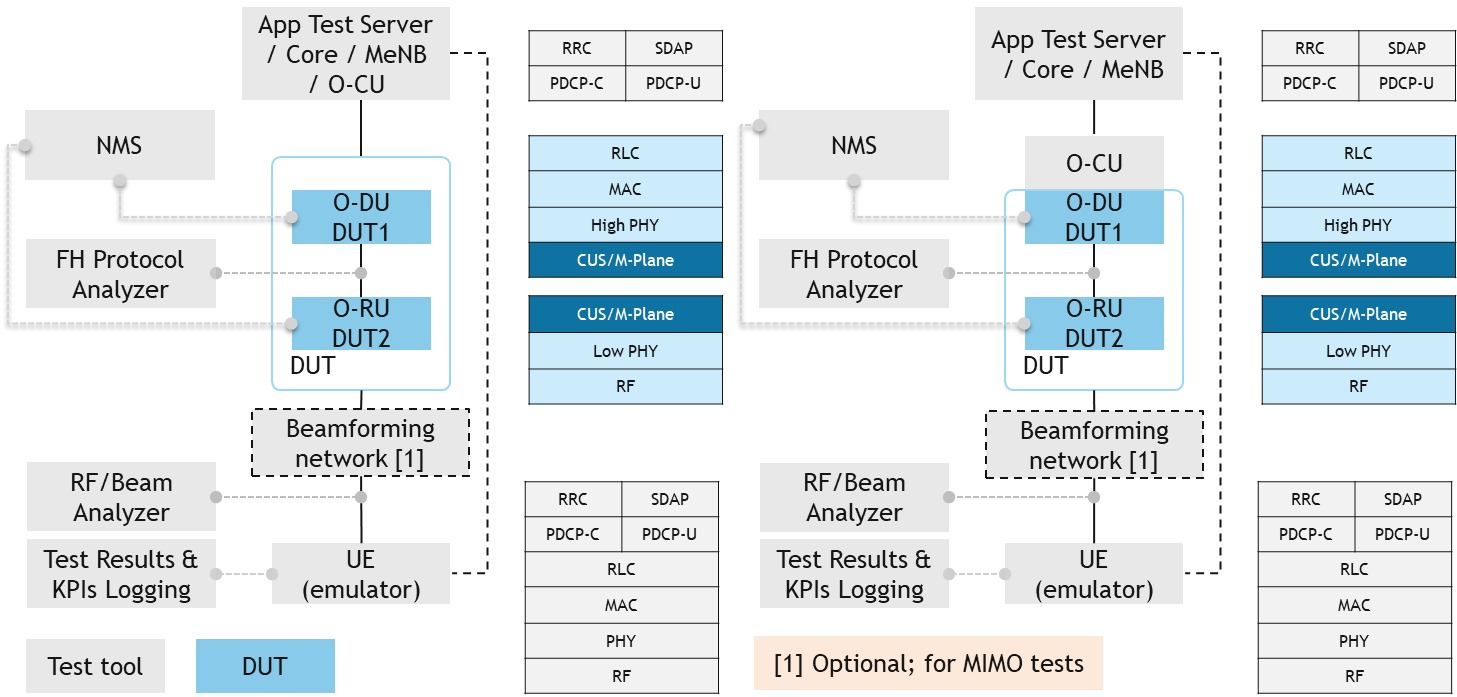 App Test Server
/ Core / MeNB
/ O-CU
NMS
O-DU
DUT1
FH Protocol
Analyzer
O-RU
DUT2
DUT
Beamforming
network [1]
RF/Beam
Analyzer
Test Results &
KPIs Logging
UE
(emulator)
Test tool
DUT
RRC
SDAP
PDCP-C
PDCP-U
RLC
MAC
High PHY
CUS/M-Plane
CUS/M-Plane
Low PHY
RF
RRC
SDAP
PDCP-C
PDCP-U
RLC
MAC
PHY
RF
App Test Server
/ Core / MeNB
NMS
O-CU
O-DU
DUT1
FH Protocol
Analyzer
O-RU
DUT2
DUT
Beamforming
network [1]
RF/Beam
Analyzer
Test Results &
KPIs Logging
UE
(emulator)
[1] Optional; for MIMO tests
RRC
SDAP
PDCP-C
PDCP-U
RLC
MAC
High PHY
CUS/M-Plane
CUS/M-Plane
Low PHY
RF
RRC
SDAP
PDCP-C
PDCP-U
RLC
MAC
PHY
RF